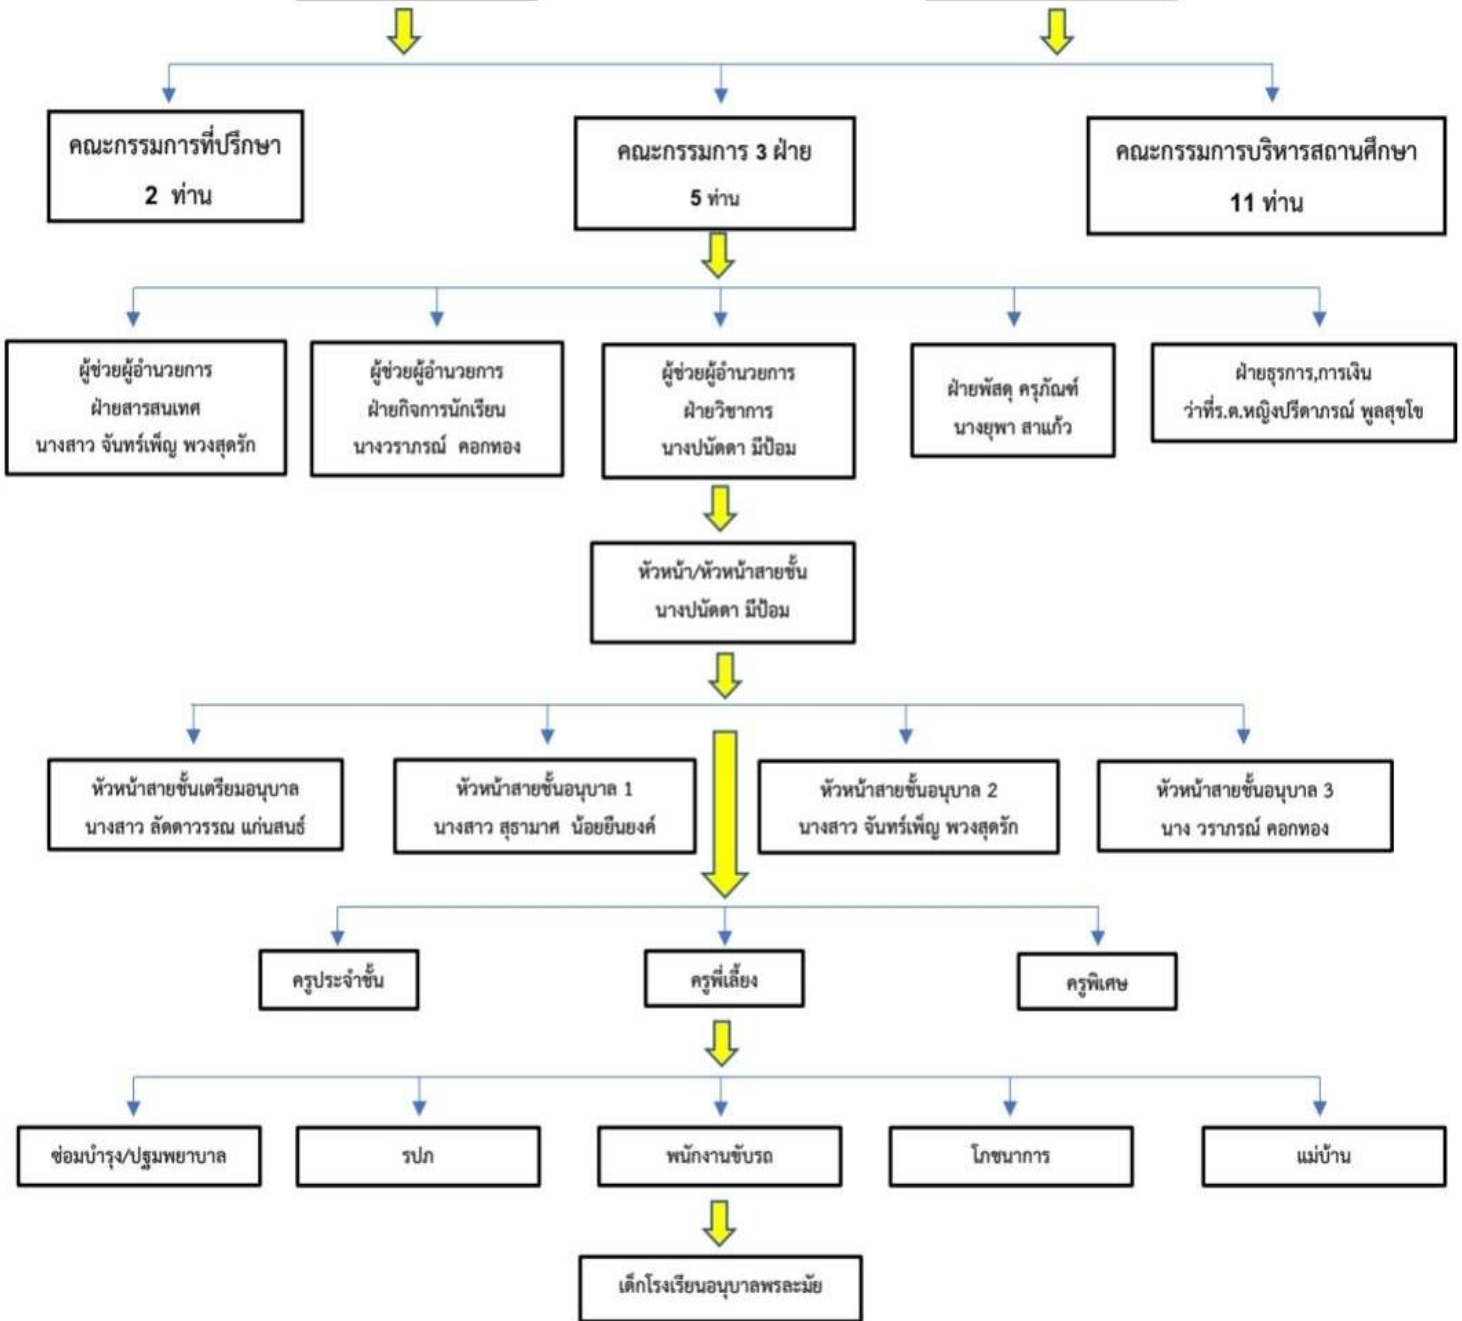 คณะกรรมการที่ปรึกษา
2 ท่าน
คณะกรรมการ 3 ฝ่าย
5 ท่าน
คณะกรรมการบริหารสถานศึกษา
11 ท่าน
ผู้ช่วยผู้อำนวยการ
ฝ่ายสารสนเทศ
นางสาว จันทร์เพ็ญ พวงสุดรัก
ผู้ช่วยผู้อำนวยการ
ฝ่ายกิจการนักเรียน
นางวราภรณ์ คอกทอง
ผู้ช่วยผู้อำนวยการ
ฝ่ายวิชาการ
นางปนัดดา มีป้อม
ฝ่ายพัสดุ ครุภัณฑ์
นางยุพา สาแก้ว
ฝ่ายธุรการ,การเงิน
ว่าที่ร.ต.หญิงปรีดาภรณ์ พูลสุขโข
หัวหน้า/หัวหน้าสายชั้น
นางปนัดดา มีป้อม
หัวหน้าสายชั้นเตรียมอนุบาล
นางสาว ลัดดาวรรณ แก่นสนธ์
หัวหน้าสายชั้นอนุบาล 1
นางสาว สุธามาศ น้อยยืนยงค์
หัวหน้าสายชั้นอนุบาล 2
นางสาว จันทร์เพ็ญ พวงสุดรัก
หัวหน้าสายชั้นอนุบาล 3
นาง วราภรณ์ คอกทอง
ครูประจำชั้น
ครูพี่เลี้ยง
ครูพิเศษ
ซ่อมบำรุง/ปฐมพยาบาล
รปภ
พนักงานขับรถ
โภชนาการ
แม่บ้าน
เด็กโรงเรียนอนุบาลพรละมัย